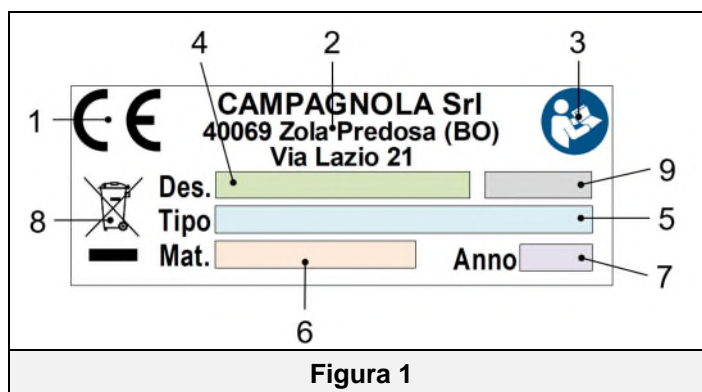 4 2 3
CAMPAGNOLA Srl
1 CE 40069 Zola Predosa (BO)
Via Lazio 21
Des. 9
8 Tipo 5
Mat. Anno 7
6
Figura 1